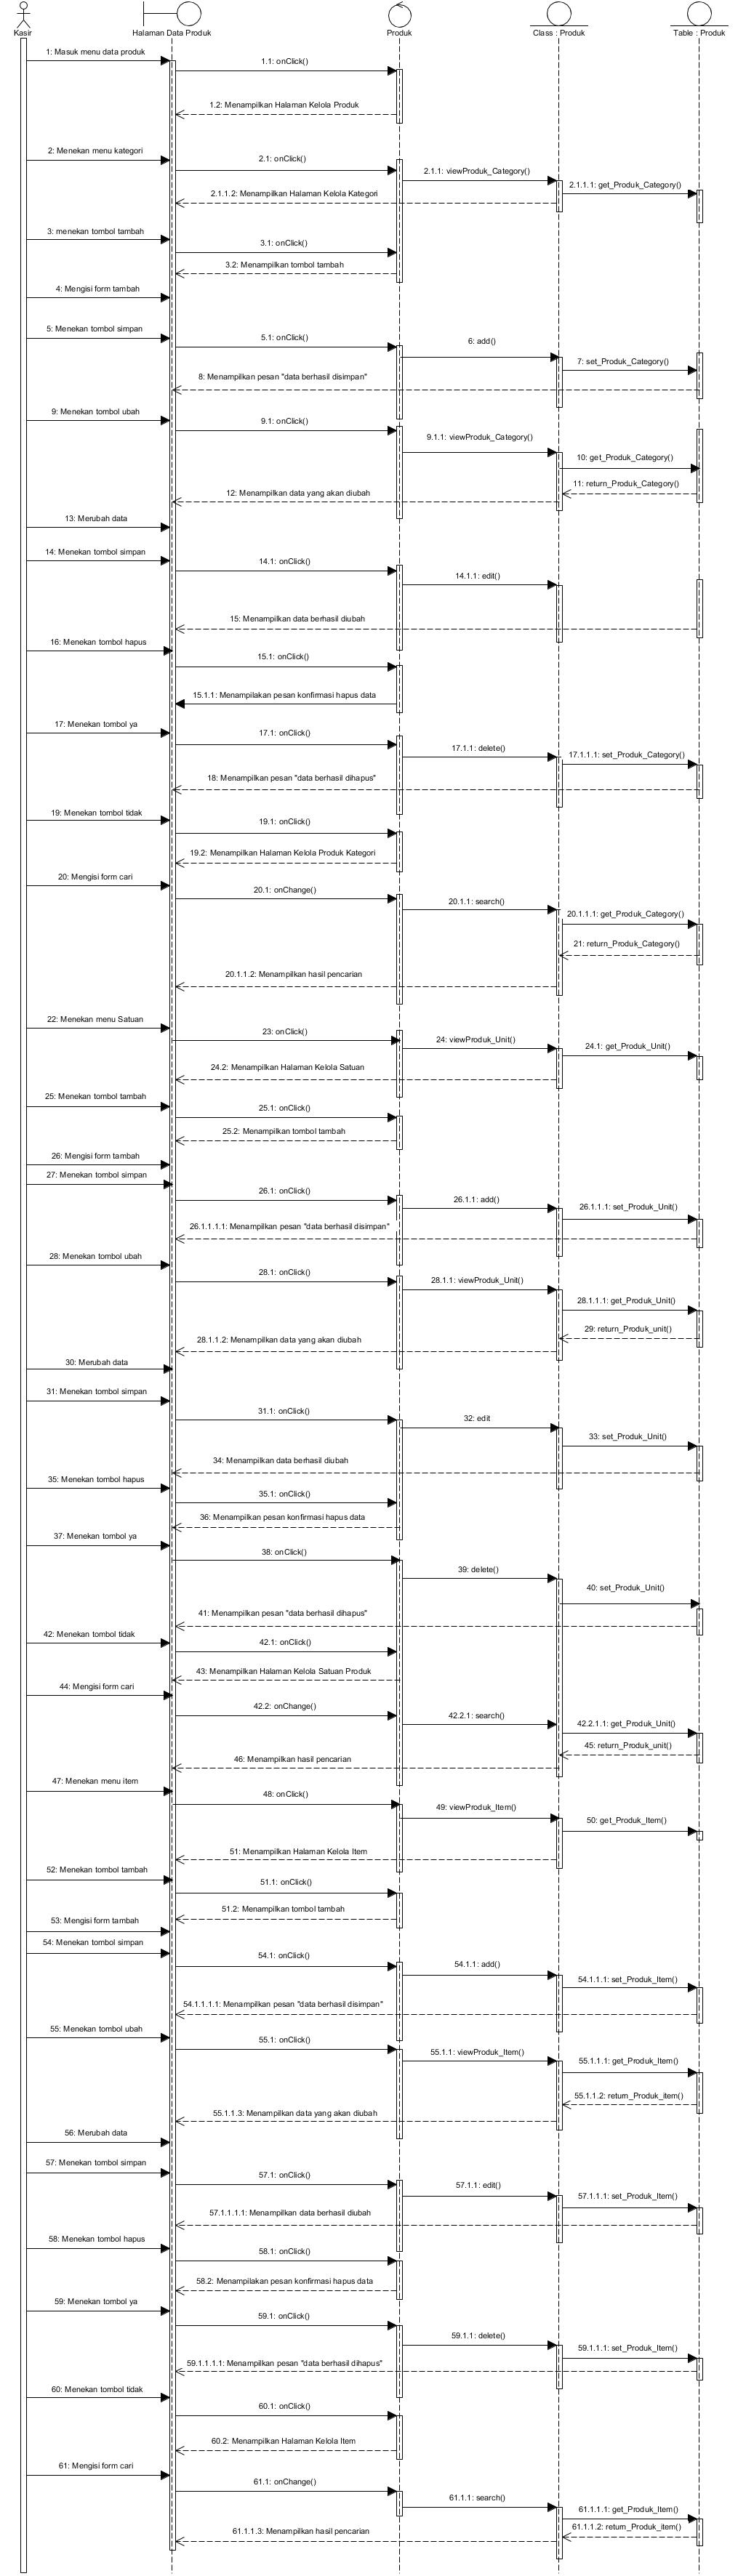 Kasir
Halaman Data Produk
Produk
Class : Produk
Table : Produk
1: Masuk menu data produk
1.1: onClick()
1.2: Menampilkan Halaman Kelola Produk
2: Menekan menu kategori
2.1: onClick()
2.1.1: viewProduk_Category()
2.1.1.1: get_Produk_Category()
2.1.1.2: Menampilkan Halaman Kelola Kategori
3: menekan tombol tambah
3.1: onClick()
3.2: Menampilkan tombol tambah
4: Mengisi form tambah
5: Menekan tombol simpan
5.1: onClick()
6: add()
7: set_Produk_Category()
8: Menampilkan pesan "data berhasil disimpan"
9: Menekan tombol ubah
9.1: onClick()
9.1.1: viewProduk_Category()
10: get_Produk_Category()
11: return_Produk_Category()
12: Menampilkan data yang akan diubah
13: Merubah data
14: Menekan tombol simpan
14.1: onClick()
14.1.1: edit()
15: Menampilkan data berhasil diubah
16: Menekan tombol hapus
15.1: onClick()
15.1.1: Menampilakan pesan konfirmasi hapus data
17: Menekan tombol ya
17.1: onClick()
17.1.1: delete()
17.1.1.1: set_Produk_Category()
18: Menampilkan pesan "data berhasil dihapus"
19: Menekan tombol tidak
19.1: onClick()
19.2: Menampilkan Halaman Kelola Produk Kategori
20: Mengisi form cari
20.1: onChange()
20.1.1: search()
20.1.1.1: get_Produk_Category()
21: return_Produk_Category()
20.1.1.2: Menampilkan hasil pencarian
22: Menekan menu Satuan
23: onClick()
24: viewProduk_Unit()
24.1: get_Produk_Unit()
24.2: Menampilkan Halaman Kelola Satuan
25: Menekan tombol tambah
25.1: onClick()
25.2: Menampilkan tombol tambah
26: Mengisi form tambah
27: Menekan tombol simpan
26.1: onClick()
26.1.1: add()
26.1.1.1: set_Produk_Unit()
26.1.1.1.1: Menampilkan pesan "data berhasil disimpan"
28: Menekan tombol ubah
28.1: onClick()
28.1.1: viewProduk_Unit()
28.1.1.1: get_Produk_Unit()
29: return_Produk_unit()
28.1.1.2: Menampilkan data yang akan diubah
30: Merubah data
31: Menekan tombol simpan
31.1: onClick()
32: edit
33: set_Produk_Unit()
34: Menampilkan data berhasil diubah
35: Menekan tombol hapus
35.1: onClick()
36: Menampilkan pesan konfirmasi hapus data
37: Menekan tombol ya
38: onClick()
39: delete()
40: set_Produk_Unit()
41: Menampilkan pesan "data berhasil dihapus"
42: Menekan tombol tidak
42.1: onClick()
43: Menampilkan Halaman Kelola Satuan Produk
44: Mengisi form cari
42.2: onChange()
42.2.1: search()
42.2.1.1: get_Produk_Unit()
45: return_Produk_unit()
46: Menampilkan hasil pencarian
47: Menekan menu item
48: onClick()
49: viewProduk_Item()
50: get_Produk_Item()
51: Menampilkan Halaman Kelola Item
52: Menekan tombol tambah
51.1: onClick()
51.2: Menampilkan tombol tambah
53: Mengisi form tambah
54: Menekan tombol simpan
54.1: onClick()
54.1.1: add()
54.1.1.1: set_Produk_Item()
54.1.1.1.1: Menampilkan pesan "data berhasil disimpan"
55: Menekan tombol ubah
55.1: onClick()
55.1.1: viewProduk_Item()
55.1.1.1: get_Produk_Item()
55.1.1.2: return_Produk_item()
55.1.1.3: Menampilkan data yang akan diubah
56: Merubah data
57: Menekan tombol simpan
57.1: onClick()
57.1.1: edit()
57.1.1.1: set_Produk_Item()
57.1.1.1.1: Menampilkan data berhasil diubah
58: Menekan tombol hapus
58.1: onClick()
58.2: Menampilakan pesan konfirmasi hapus data
59: Menekan tombol ya
59.1: onClick()
59.1.1: delete()
59.1.1.1: set_Produk_Item()
59.1.1.1.1: Menampilkan pesan "data berhasil dihapus"
60: Menekan tombol tidak
60.1: onClick()
60.2: Menampilkan Halaman Kelola Item
61: Mengisi form cari
61.1: onChange()
61.1.1: search()
61.1.1.1: get_Produk_Item()
61.1.1.2: return_Produk_item()
61.1.1.3: Menampilkan hasil pencarian